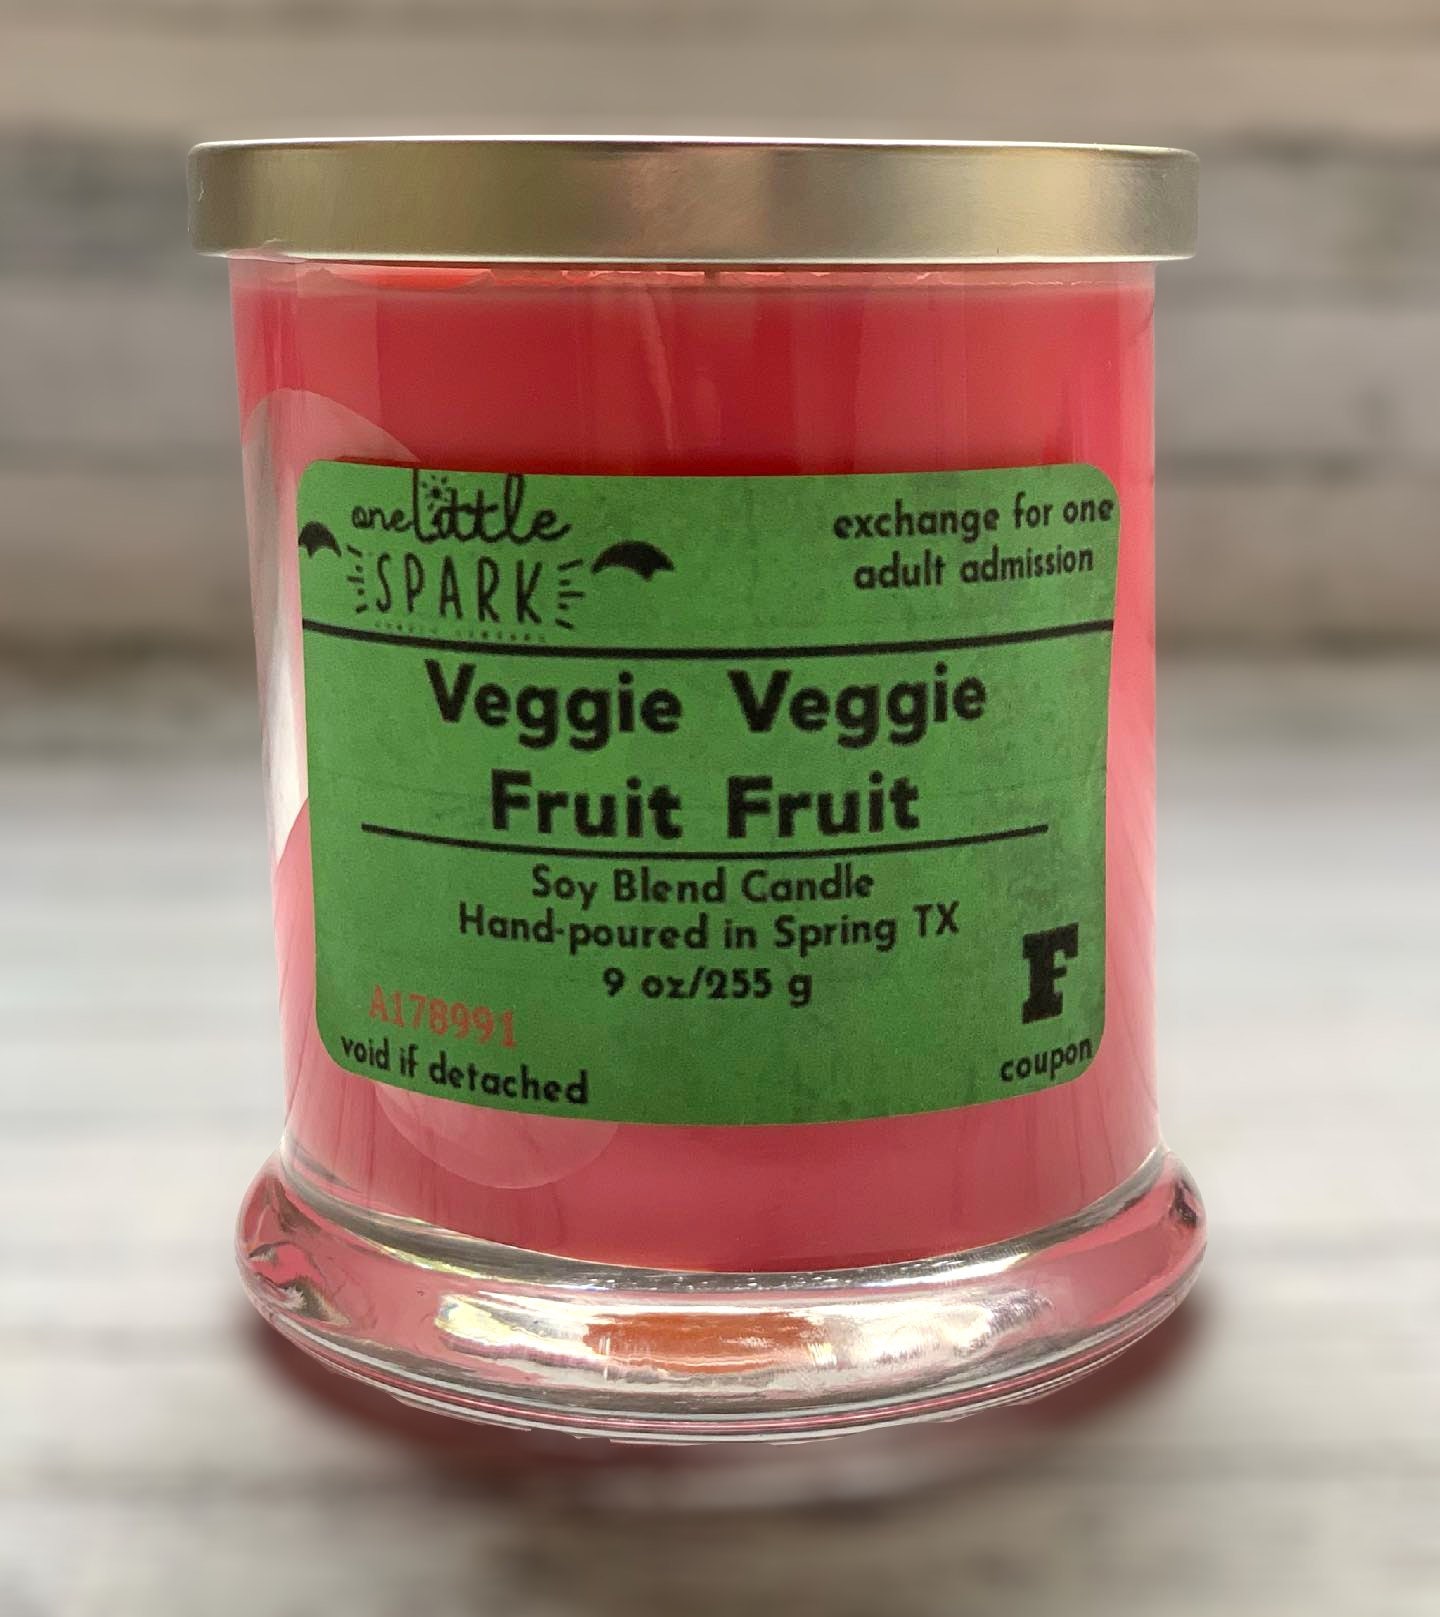 one little
SPARK
exchange for one
adult admission
Veggie Veggie
Fruit Fruit
Soy Blend Candle
Hand-poured in Spring TX
9 oz/255 g
A178991
void if detached
F
coupon